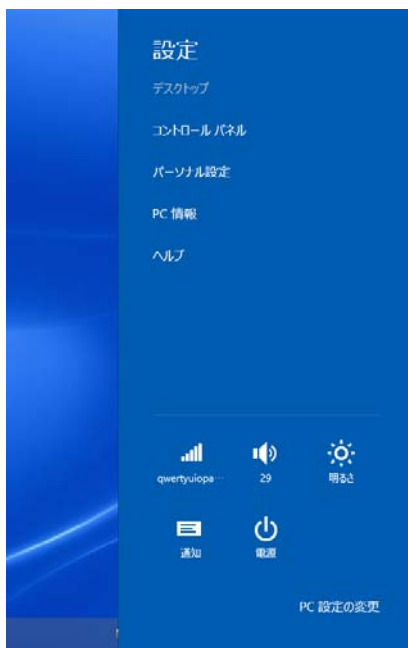 設定
デスクトップ
コントロール パネル
パーソナル設定
PC 情報
ヘルプ
qwertyuiopa…
29
明るさ
通知
電源
PC 設定の変更